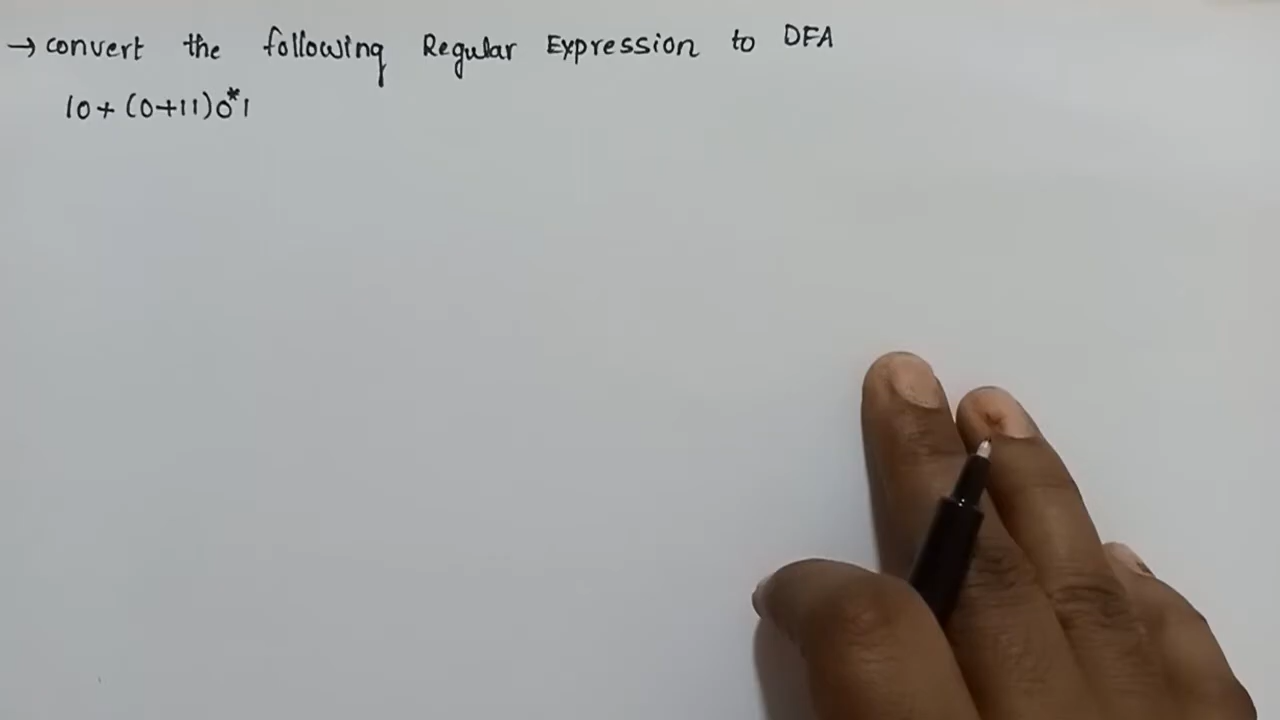 → convert the following Regular Expression to DFA
10 + (0+11)0*1